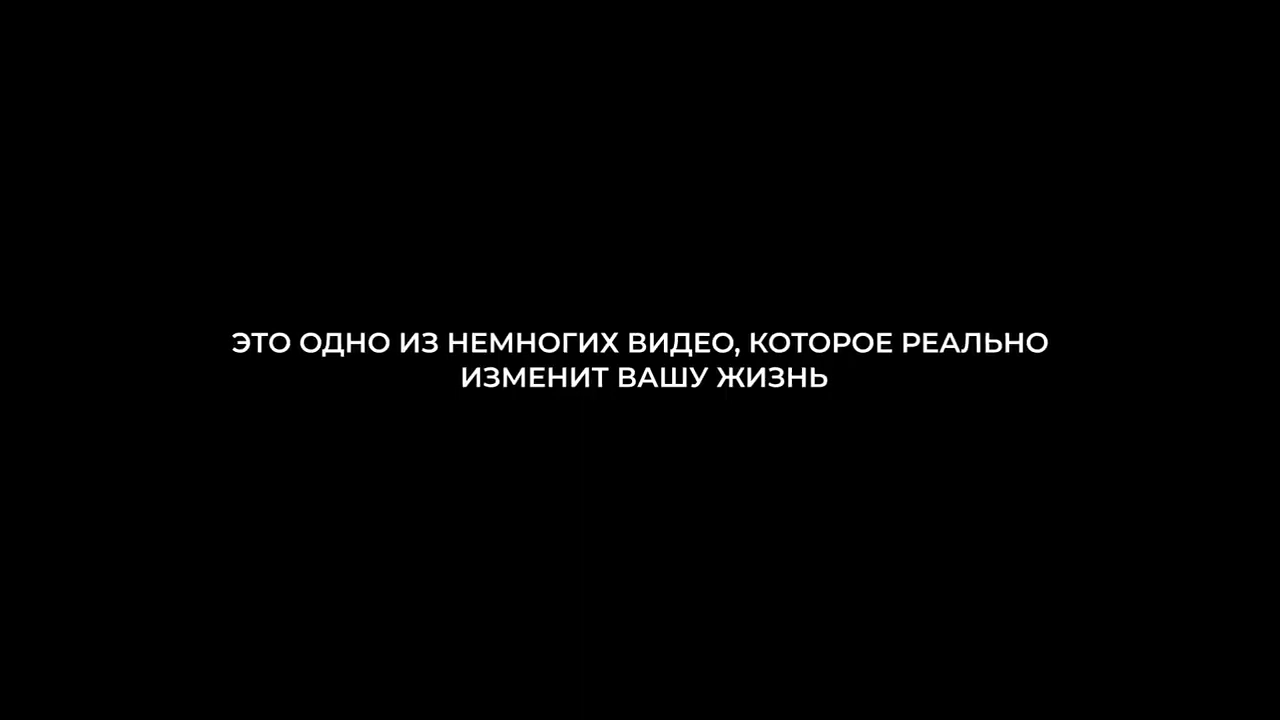 ЭТО ОДНО ИЗ НЕМНОГИХ ВИДЕО, КОТОРОЕ РЕАЛЬНО
ИЗМЕНИТ ВАШУ ЖИЗНЬ